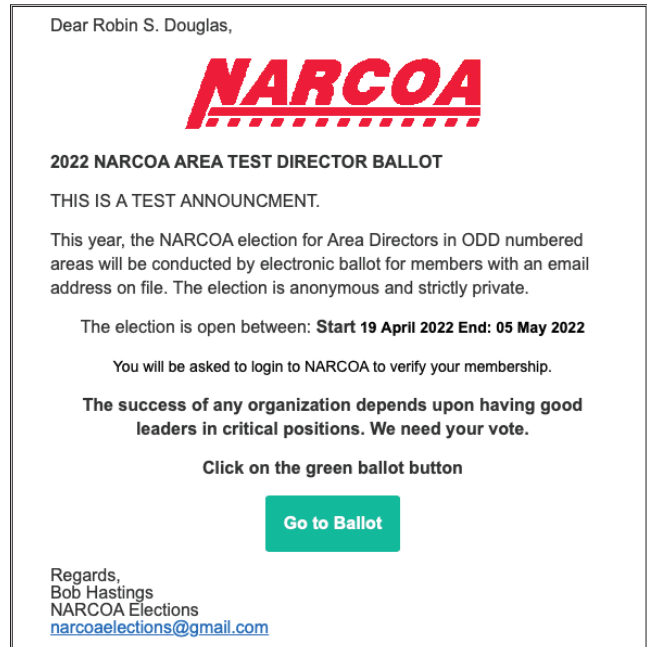 Dear Robin S. Douglas,
NARCOA
2022 NARCOA AREA TEST DIRECTOR BALLOT
THIS IS A TEST ANNOUNCMENT.
This year, the NARCOA election for Area Directors in ODD numbered
areas will be conducted by electronic ballot for members with an email
address on file. The election is anonymous and strictly private.
The election is open between: Start 19 April 2022 End: 05 May 2022
You will be asked to login to NARCOA to verify your membership.
The success of any organization depends upon having good
leaders in critical positions. We need your vote.
Click on the green ballot button
Go to Ballot
Regards,
Bob Hastings
NARCOA Elections
narcoaelections@gmail.com